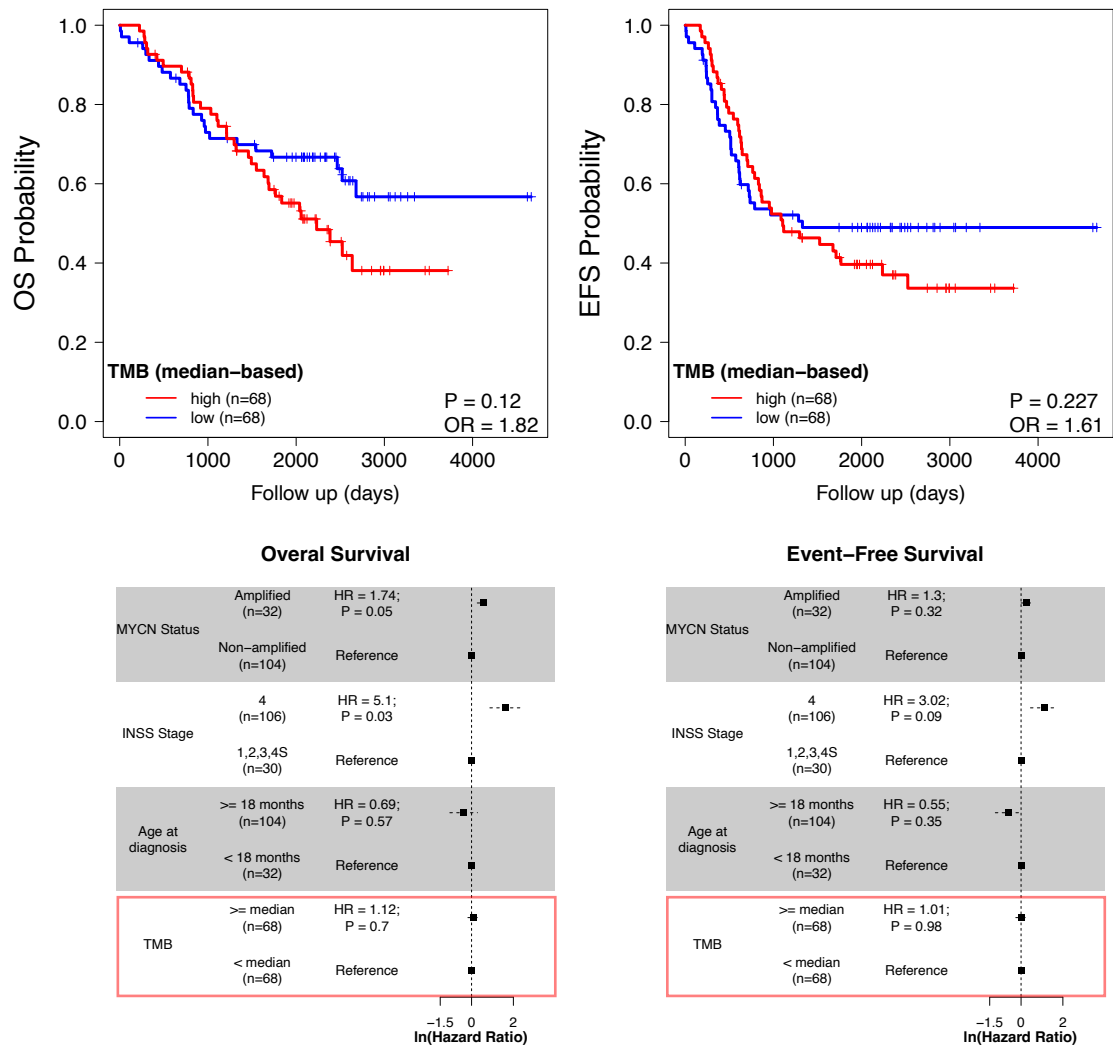 OS Probability
1.0
0.8
0.6
0.4
0.2
0.0
TMB (median−based)
high (n=68)
low (n=68)
P = 0.12
OR = 1.82
0 1000 2000 3000 4000
Follow up (days)
EFS Probability
1.0
0.8
0.6
0.4
0.2
0.0
TMB (median−based)
high (n=68)
low (n=68)
P = 0.227
OR = 1.61
0 1000 2000 3000 4000
Follow up (days)
Overal Survival
MYCN Status
Amplified
(n=32)
HR = 1.74;
P = 0.05
Non−amplified
(n=104)
Reference
INSS Stage
4
(n=106)
HR = 5.1;
P = 0.03
1,2,3,4S
(n=30)
Reference
Age at
diagnosis
>= 18 months
(n=104)
HR = 0.69;
P = 0.57
< 18 months
(n=32)
Reference
TMB
>= median
(n=68)
HR = 1.12;
P = 0.7
< median
(n=68)
Reference
−1.5 0 2
ln(Hazard Ratio)
Event−Free Survival
MYCN Status
Amplified
(n=32)
HR = 1.3;
P = 0.32
Non−amplified
(n=104)
Reference
INSS Stage
4
(n=106)
HR = 3.02;
P = 0.09
1,2,3,4S
(n=30)
Reference
Age at
diagnosis
>= 18 months
(n=104)
HR = 0.55;
P = 0.35
< 18 months
(n=32)
Reference
TMB
>= median
(n=68)
HR = 1.01;
P = 0.98
< median
(n=68)
Reference
−1.5 0 2
ln(Hazard Ratio)